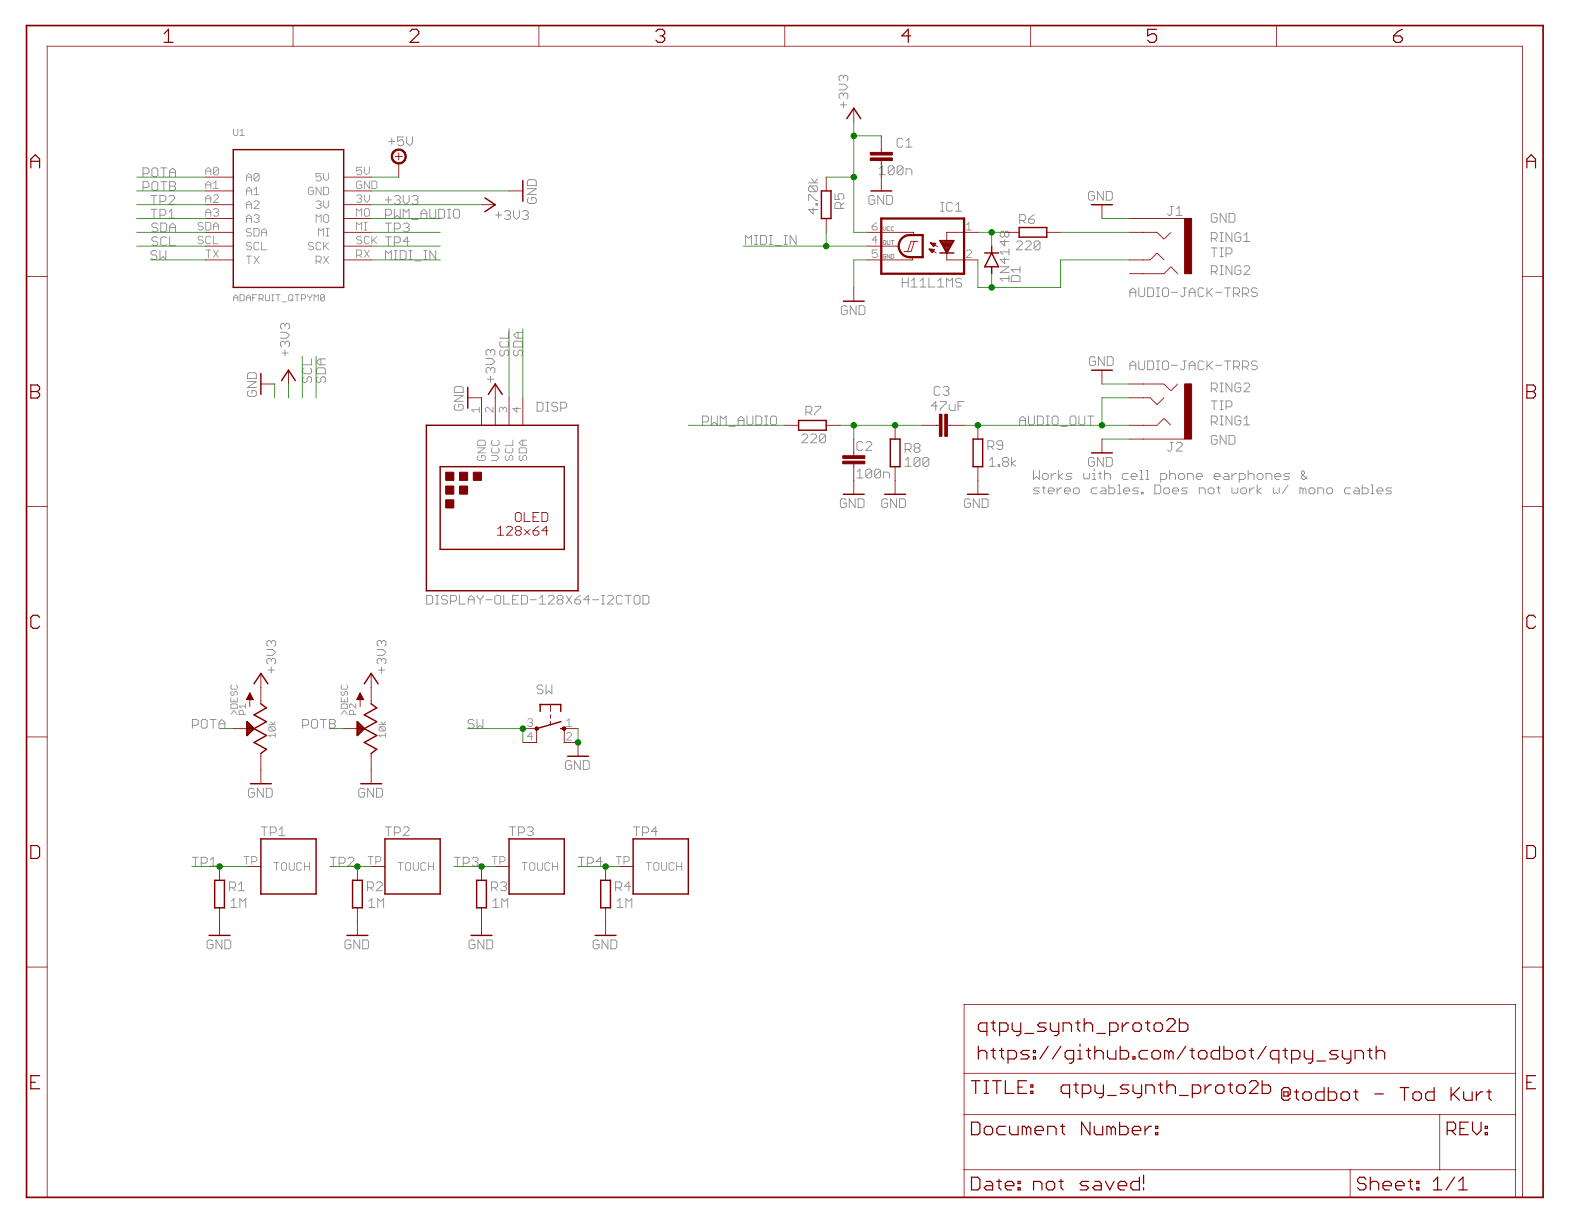 1 2 3 4 5 6
A A
B B
C C
D D
E E
U1
POTA A0 A0 5V 5V +5V
POTB A1 A1 GND GND GND
TP2 A2 A2 3V 3V +3V3 +3V3
TP1 A3 A3 MO MO PWM_AUDIO
SDA SDA SDA MI MI TP3
SCL SCL SCL SCK SCK TP4
SW TX TX RX RX MIDI_IN
ADAFRUIT_QTPYM0
+3V3
C1
100n
GND
4.70k
R5
MIDI_IN
IC1
6 VCC 1
4 OUT
5 GND 2
H11L1MS
GND
1N4148
D1
R6
220
GND
J1
GND
RING1
TIP
RING2
AUDIO-JACK-TRRS
GND
+3V3
SCL
SDA
GND
+3V3
SCL
SDA
1 2 3 4
DISP
GND
VCC
SCL
SDA
OLED
128x64
DISPLAY-OLED-128X64-I2CTOD
PWM_AUDIO
R7
220
C2
100n
GND
R8
100
GND
C3
47uF
R9
1.8k
GND
AUDIO_OUT
GND
AUDIO-JACK-TRRS
RING2
TIP
RING1
GND
GND
J2
Works with cell phone earphones &
stereo cables. Does not work w/ mono cables
+3V3
>DESC
P1
POTA
10k
GND
+3V3
>DESC
P2
POTB
10k
GND
SW
SW
3 1
4 2
GND
TP1
TP1 TP TOUCH
R1
1M
GND
TP2
TP2 TP TOUCH
R2
1M
GND
TP3
TP3 TP TOUCH
R3
1M
GND
TP4
TP4 TP TOUCH
R4
1M
GND
qtpy_synth_proto2b
https://github.com/todbot/qtpy_synth
TITLE: qtpy_synth_proto2b @todbot - Tod Kurt
Document Number: REV:
Date: not saved! Sheet: 1/1